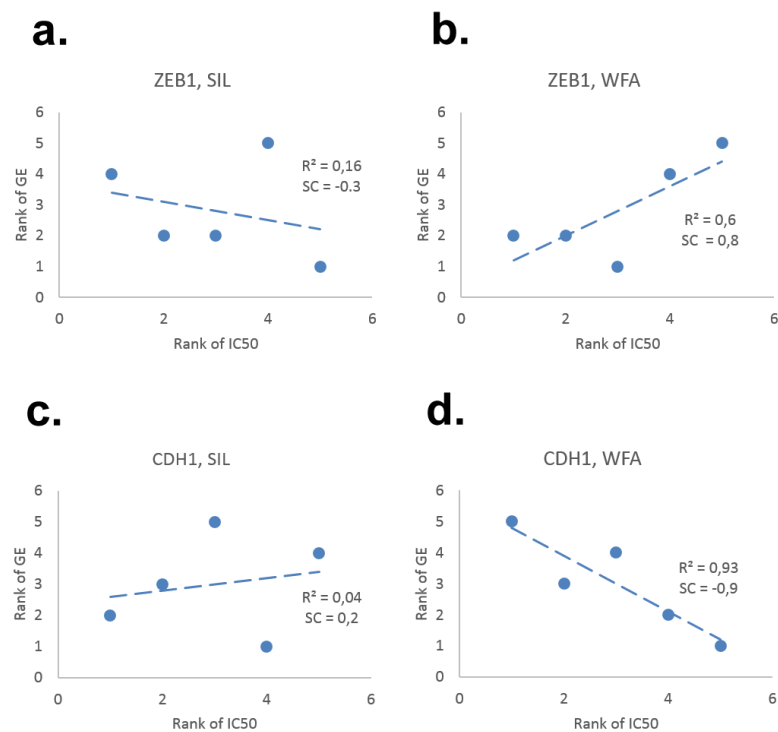 a.
ZEB1, SIL
6
5
4
3
2
1
0
Rank of GE
R² = 0,16
SC = -0.3
0 2 4 6
Rank of IC50
b.
ZEB1, WFA
6
5
4
3
2
1
0
Rank of GE
R² = 0,6
SC = 0,8
0 2 4 6
Rank of IC50
c.
CDH1, SIL
6
5
4
3
2
1
0
Rank of GE
R² = 0,04
SC = 0,2
0 2 4 6
Rank of IC50
d.
CDH1, WFA
6
5
4
3
2
1
0
Rank of GE
R² = 0,93
SC = -0,9
0 2 4 6
Rank of IC50